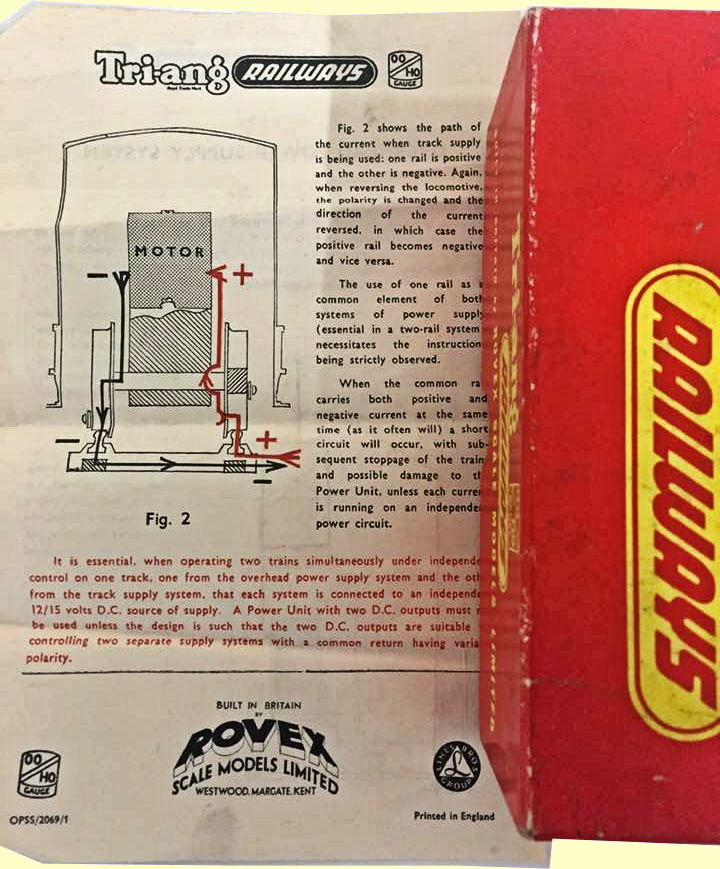 Tri-ang RAILWAYS OO HO GAUGE
Fig. 2 shows the path of
the current when track supply
is being used: one rail is positive
and the other is negative. Again,
when reversing the locomotive,
the polarity is changed and the
direction of the current
reversed, in which case the
positive rail becomes negative
and vice versa.
The use of one rail as
common element of both
systems of power supply
(essential in a two-rail system
necessitates the instruction
being strictly observed.
When the common
carries both positive and
negative current at the same
time (as it often will) a short
circuit will occur, with sub-
sequent stoppage of the train
and possible damage to
Power Unit, unless each
is running on an
power circuit.
MOTOR
− +
− +
−
Fig. 2
It is essential, when operating two trains simultaneously under
control on one track, one from the overhead power supply system and the
from the track supply system, that each system is connected to an
12/15 volts D.C. source of supply. A Power Unit with two D.C. outputs must
be used unless the design is such that the two D.C. outputs are suitable
controlling two separate supply systems with a common return having
polarity.
BUILT IN BRITAIN
BY
ROVEX
SCALE MODELS LIMITED
WESTWOOD, MARGATE, KENT
OO HO GAUGE
LINES BROS GROUP L
OPSS/2069/1
Printed in England
RAILWAYS
ROVEX SCALE MODELS LIMITED